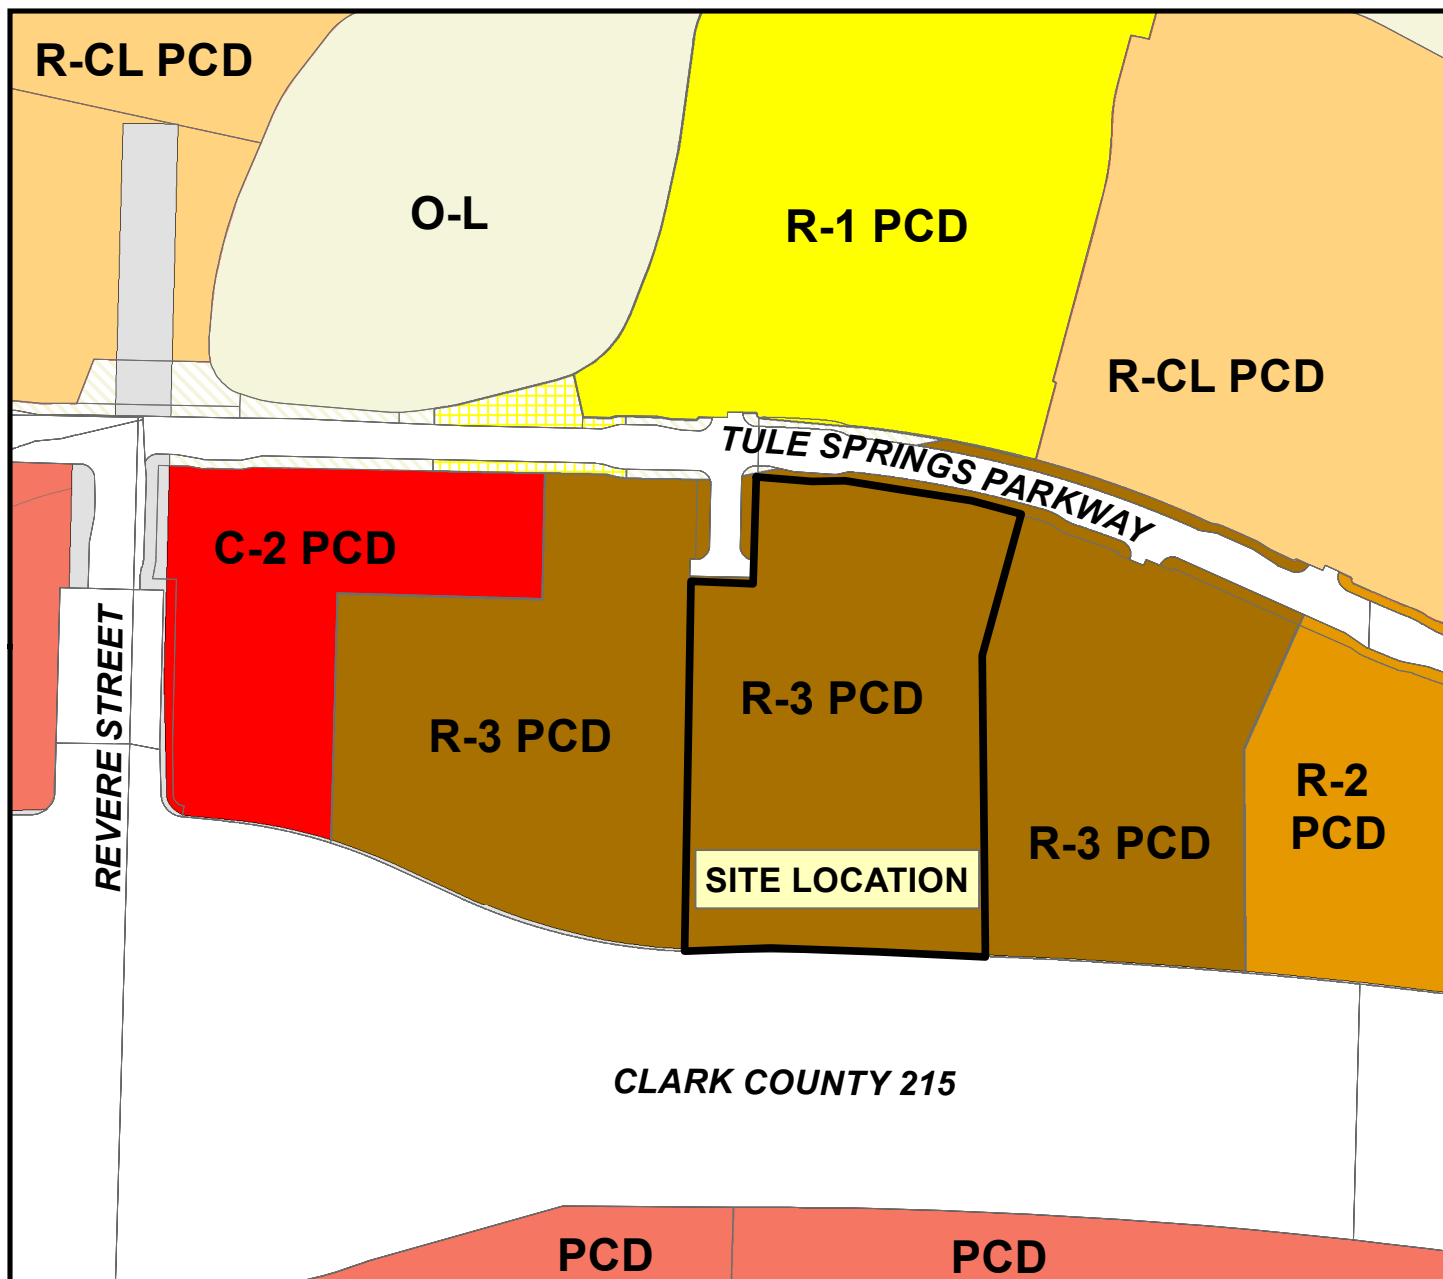 R-CL PCD
O-L
R-1 PCD
R-CL PCD
TULE SPRINGS PARKWAY
C-2 PCD
REVERE STREET
R-3 PCD
R-3 PCD
R-3 PCD
R-2
PCD
SITE LOCATION
CLARK COUNTY 215
PCD
PCD